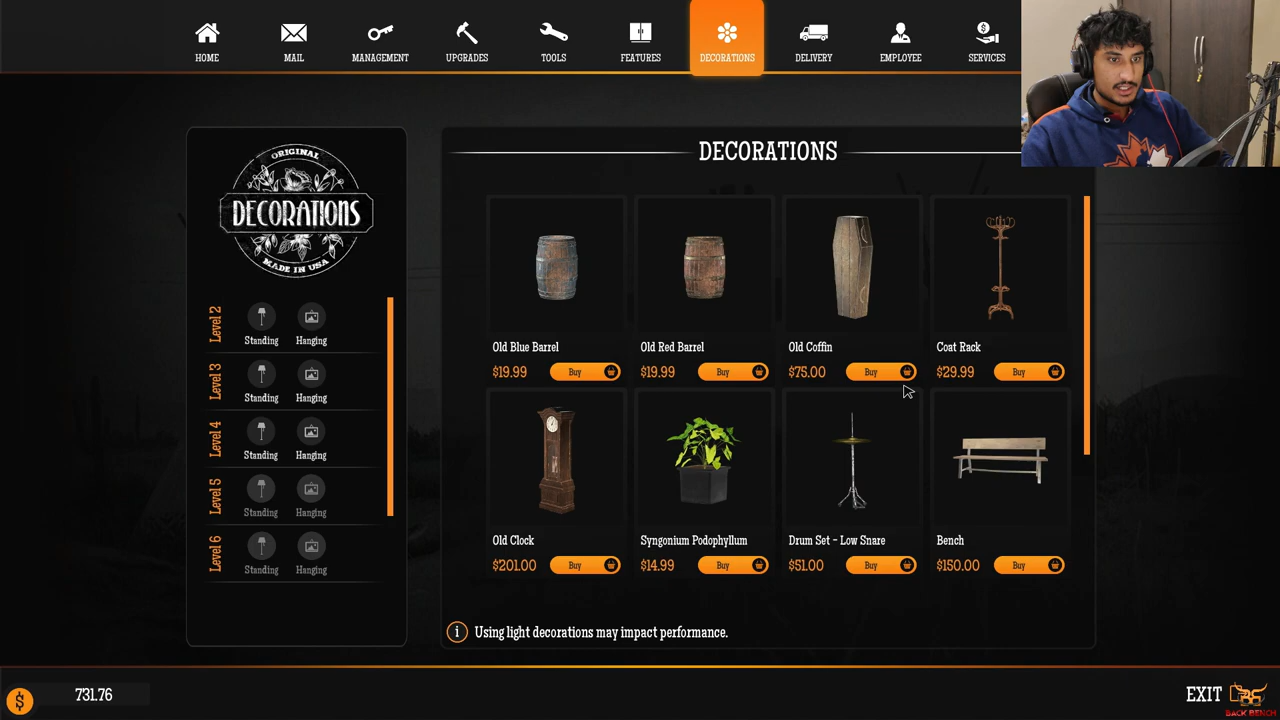 HOME
MAIL
MANAGEMENT
UPGRADES
TOOLS
FEATURES
DECORATIONS
DELIVERY
EMPLOYEE
SERVICES
ORIGINAL
DECORATIONS
MADE IN USA
Level 2
Standing
Hanging
Level 3
Standing
Hanging
Level 4
Standing
Hanging
Level 5
Standing
Hanging
Level 6
Standing
Hanging
DECORATIONS
Old Blue Barrel
$19.99 Buy
Old Red Barrel
$19.99 Buy
Old Coffin
$75.00 Buy
Coat Rack
$29.99 Buy
Old Clock
$201.00 Buy
Syngonium Podophyllum
$14.99 Buy
Drum Set - Low Snare
$51.00 Buy
Bench
$150.00 Buy
i Using light decorations may impact performance.
$ 731.76
EXIT
BACK BENCH